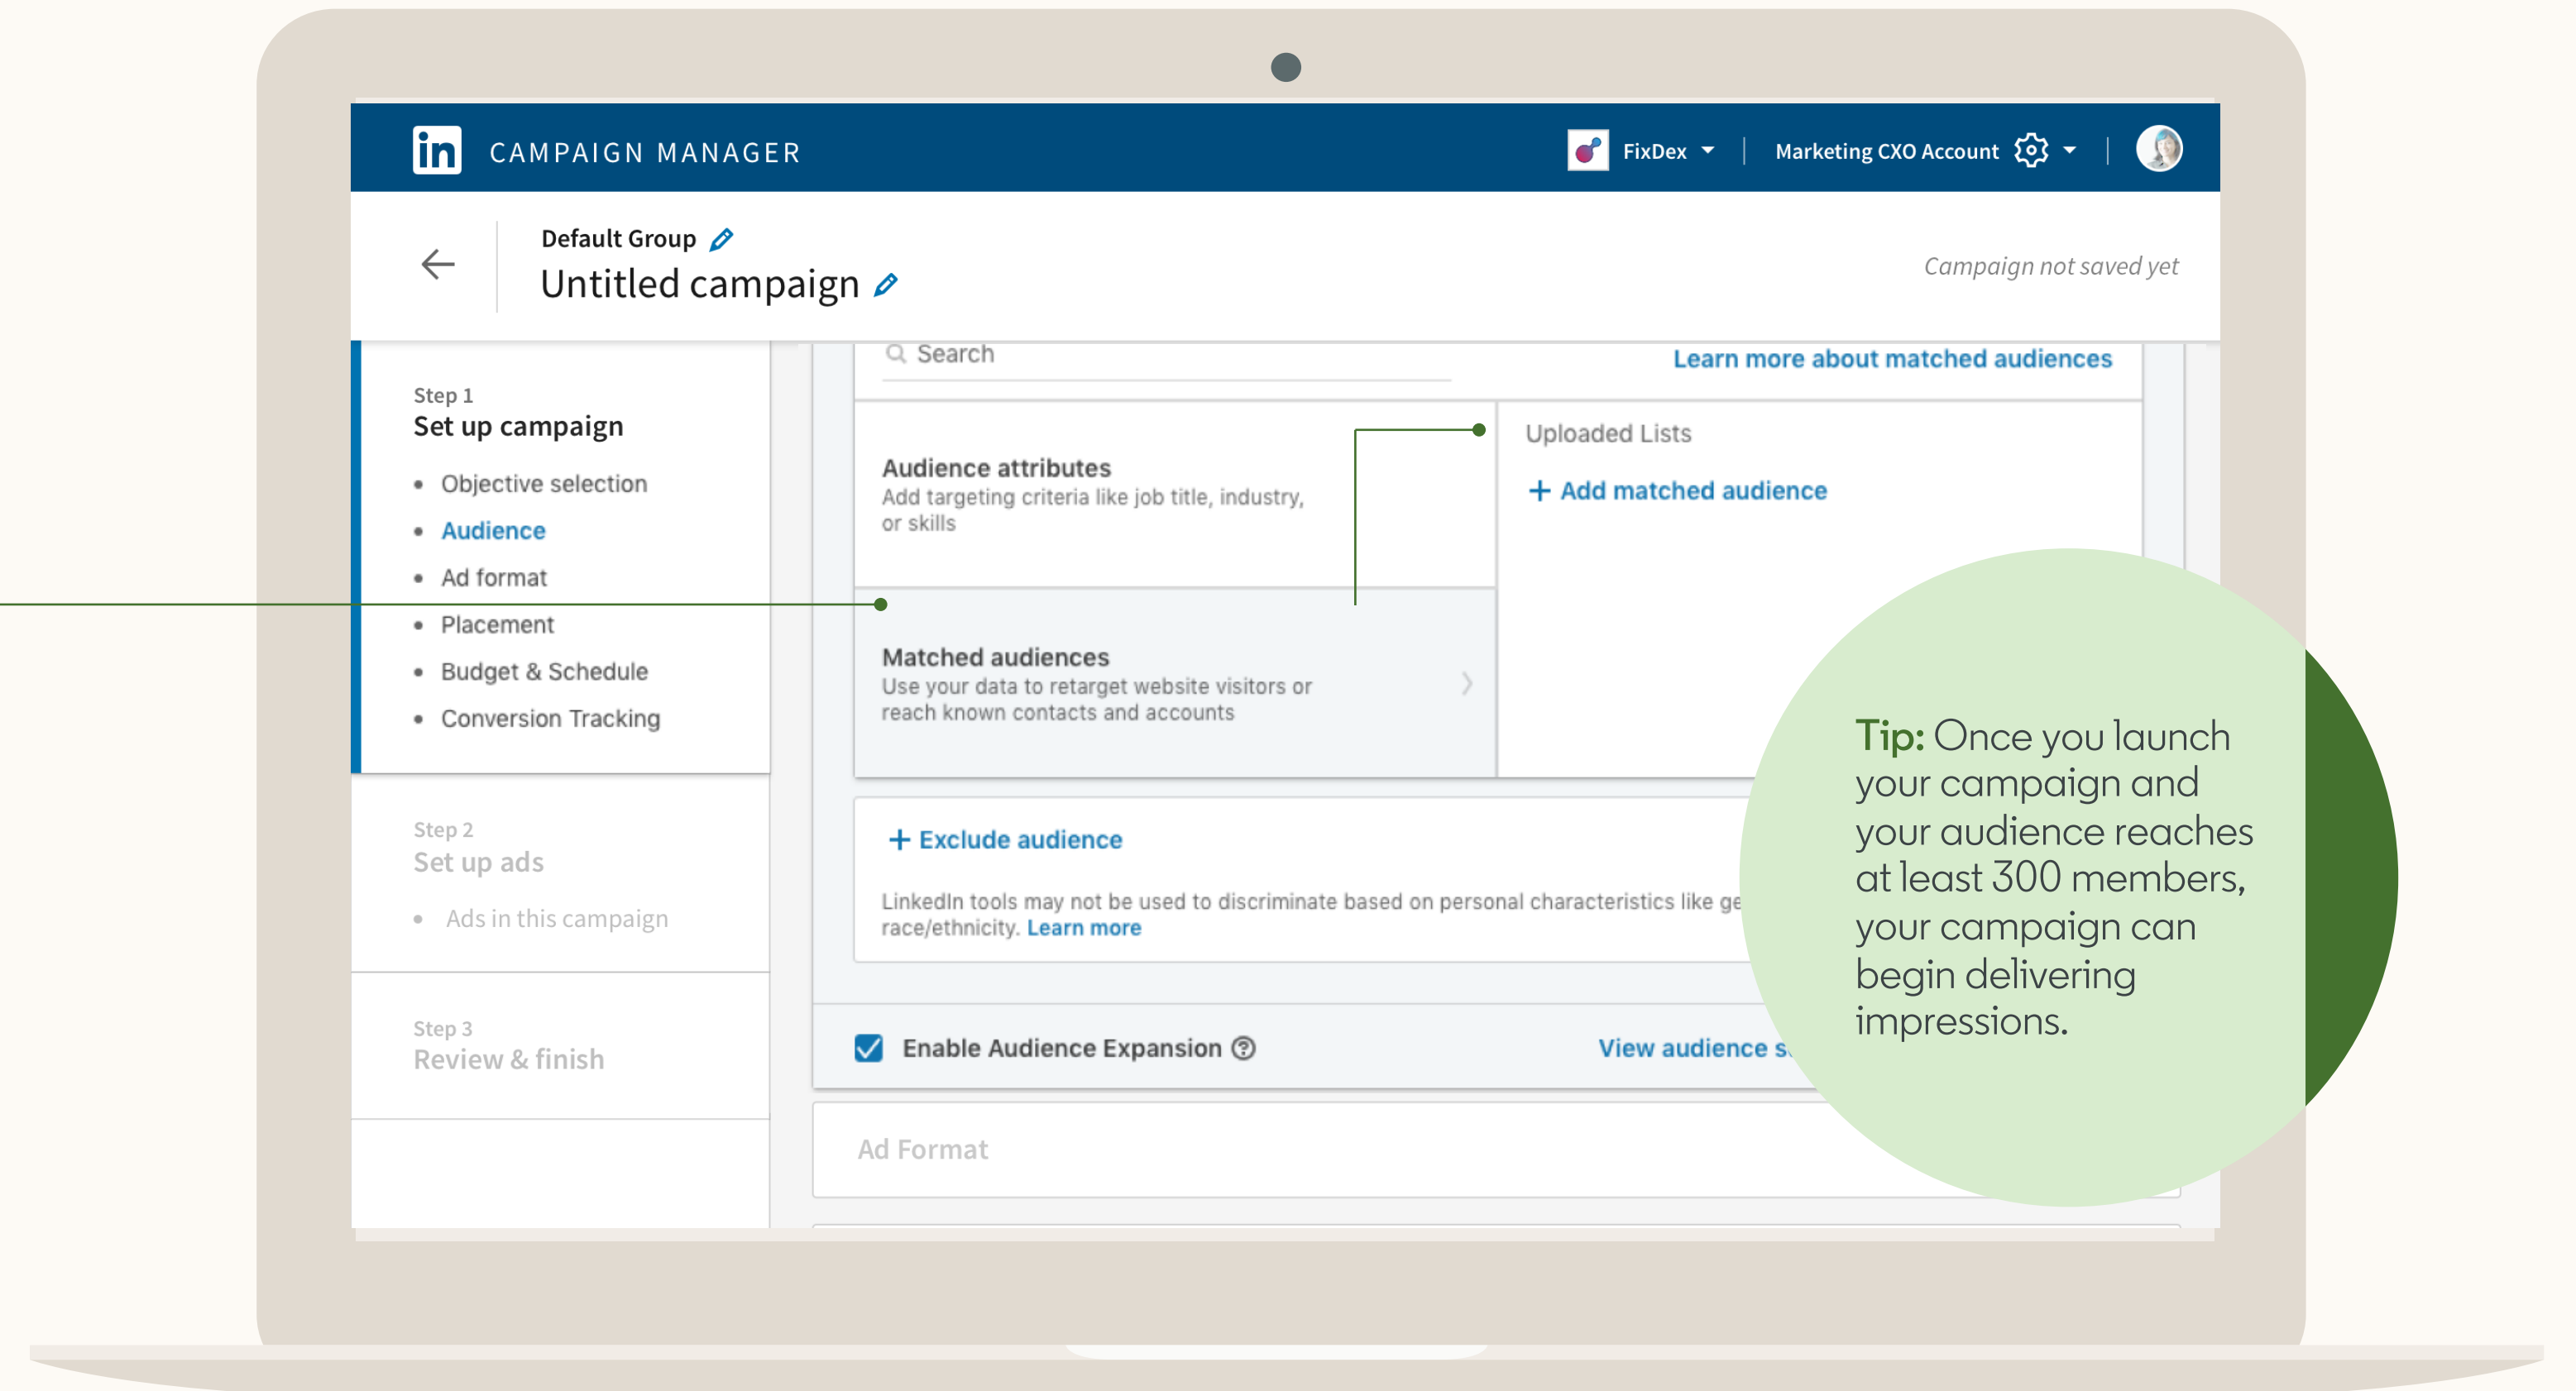 in CAMPAIGN MANAGER
FixDex
Marketing CXO Account
Default Group
Untitled campaign
Campaign not saved yet
Step 1
Set up campaign
Objective selection
Audience
Ad format
Placement
Budget & Schedule
Conversion Tracking
Step 2
Set up ads
Ads in this campaign
Step 3
Review & finish
Search
Learn more about matched audiences
Audience attributes
Add targeting criteria like job title, industry,
or skills
Matched audiences
Use your data to retarget website visitors or
reach known contacts and accounts
Uploaded Lists
+ Add matched audience
+ Exclude audience
LinkedIn tools may not be used to discriminate based on personal characteristics like
race/ethnicity. Learn more
Enable Audience Expansion ?
View audience
Ad Format
Tip: Once you launch
your campaign and
your audience reaches
at least 300 members,
your campaign can
begin delivering
impressions.